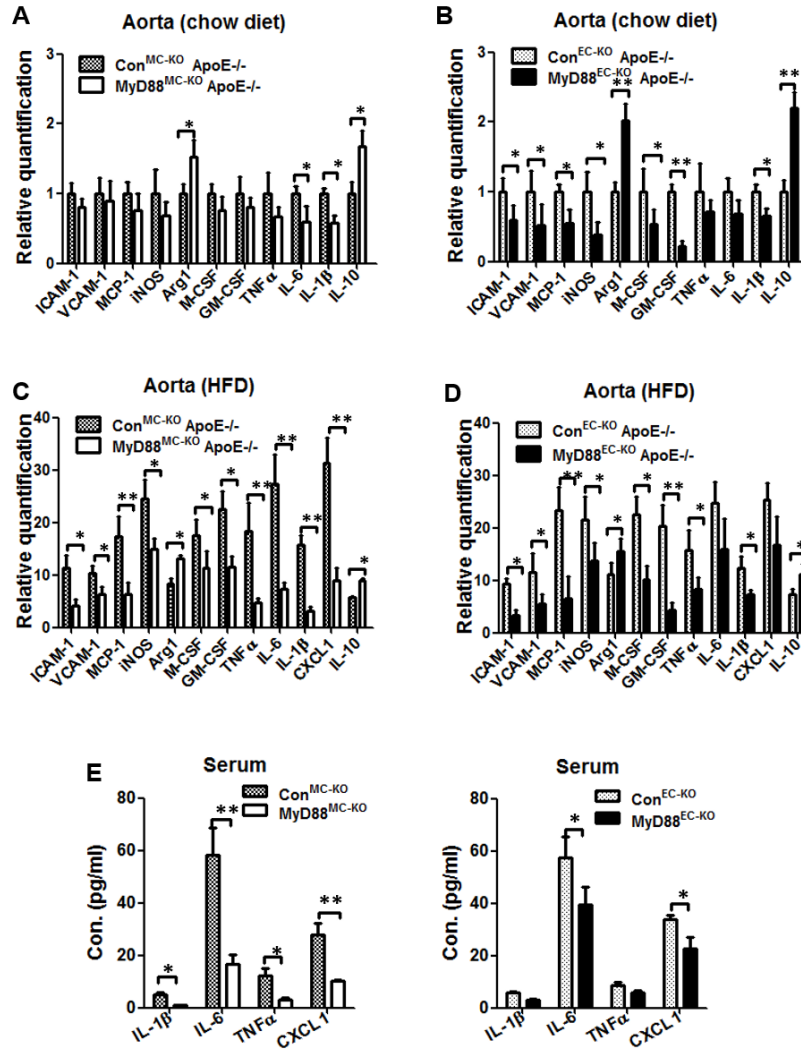 A
Aorta (chow diet)
Con^MC-KO ApoE-/-
MyD88^MC-KO ApoE-/-
Relative quantification
3
2
1
0
* * * *
ICAM-1 VCAM-1 MCP-1 iNOS Arg1 M-CSF GM-CSF TNFα IL-6 IL-1β IL-10
B
Aorta (chow diet)
Con^EC-KO ApoE-/-
MyD88^EC-KO ApoE-/-
Relative quantification
3
2
1
0
* * * * ** * ** * **
ICAM-1 VCAM-1 MCP-1 iNOS Arg1 M-CSF GM-CSF TNFα IL-6 IL-1β IL-10
C
Aorta (HFD)
Con^MC-KO ApoE-/-
MyD88^MC-KO ApoE-/-
Relative quantification
40
30
20
10
0
* * ** * * * * ** ** ** ** *
ICAM-1 VCAM-1 MCP-1 iNOS Arg1 M-CSF GM-CSF TNFα IL-6 IL-1β CXCL1 IL-10
D
Aorta (HFD)
Con^EC-KO ApoE-/-
MyD88^EC-KO ApoE-/-
Relative quantification
40
30
20
10
0
* * ** * * * ** * * *
ICAM-1 VCAM-1 MCP-1 iNOS Arg1 M-CSF GM-CSF TNFα IL-6 IL-1β CXCL1 IL-10
E
Serum
Con^MC-KO
MyD88^MC-KO
Con. (pg/ml)
80
60
40
20
0
* ** * **
IL-1β IL-6 TNFα CXCL1
Serum
Con^EC-KO
MyD88^EC-KO
Con. (pg/ml)
80
60
40
20
0
* *
IL-1β IL-6 TNFα CXCL1